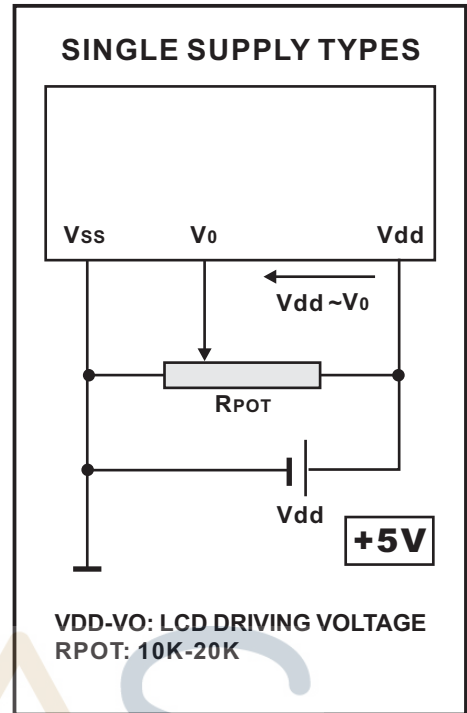 SINGLE SUPPLY TYPES
VSS V0 Vdd
Vdd ~V0
RPOT
Vdd
+5V
VDD-VO: LCD DRIVING VOLTAGE
RPOT: 10K-20K